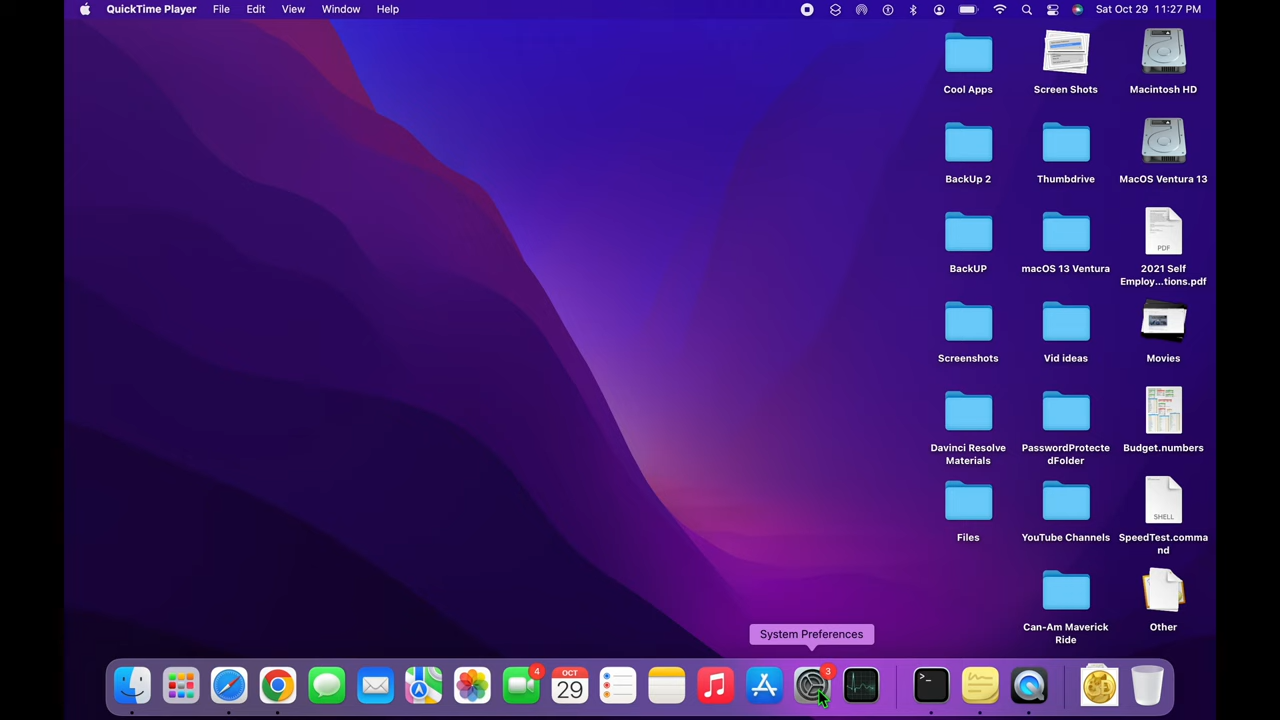 QuickTime Player File Edit View Window Help Sat Oct 29 11:27 PM
Cool Apps
Screen Shots
Macintosh HD
BackUp 2
Thumbdrive
MacOS Ventura 13
PDF
BackUP
macOS 13 Ventura
2021 Self
Employ...tions.pdf
Screenshots
Vid ideas
Movies
Davinci Resolve
Materials
PasswordProtecte
dFolder
Budget.numbers
SHELL
Files
YouTube Channels
SpeedTest.comma
nd
Can-Am Maverick
Ride
Other
System Preferences
4
OCT
29
3
>_